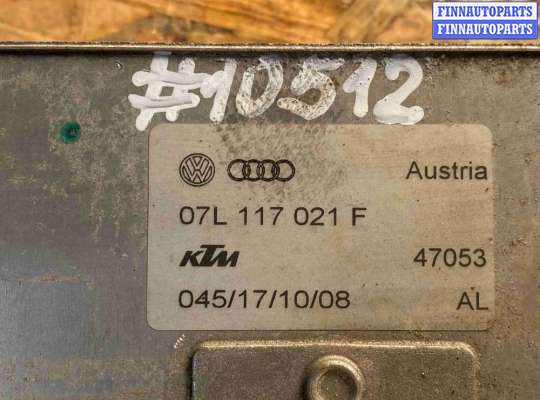 FINNAUTOPARTS
FINNAUTOPARTS
#10512
Austria
07L 117 021 F
KTM 47053
045/17/10/08 AL